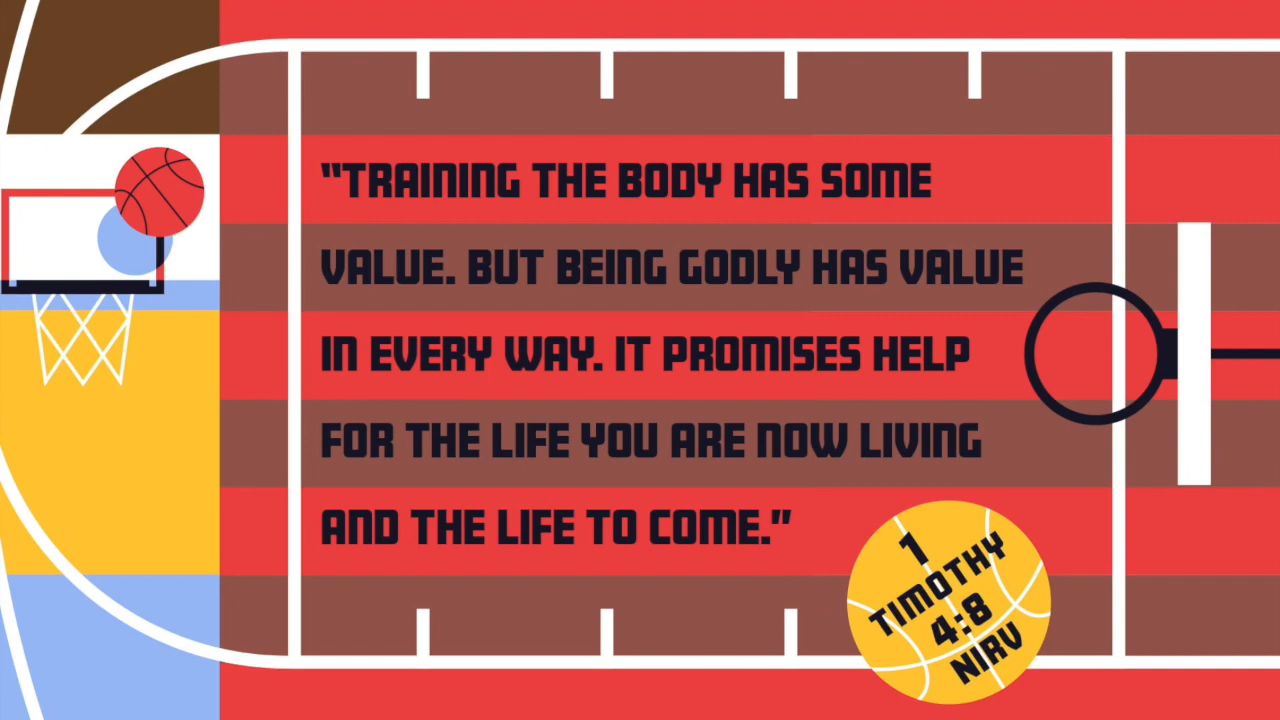 "TRAINING THE BODY HAS SOME
VALUE. BUT BEING GODLY HAS VALUE
IN EVERY WAY. IT PROMISES HELP
FOR THE LIFE YOU ARE NOW LIVING
AND THE LIFE TO COME."
1
TIMOTHY
4:8
NIRV